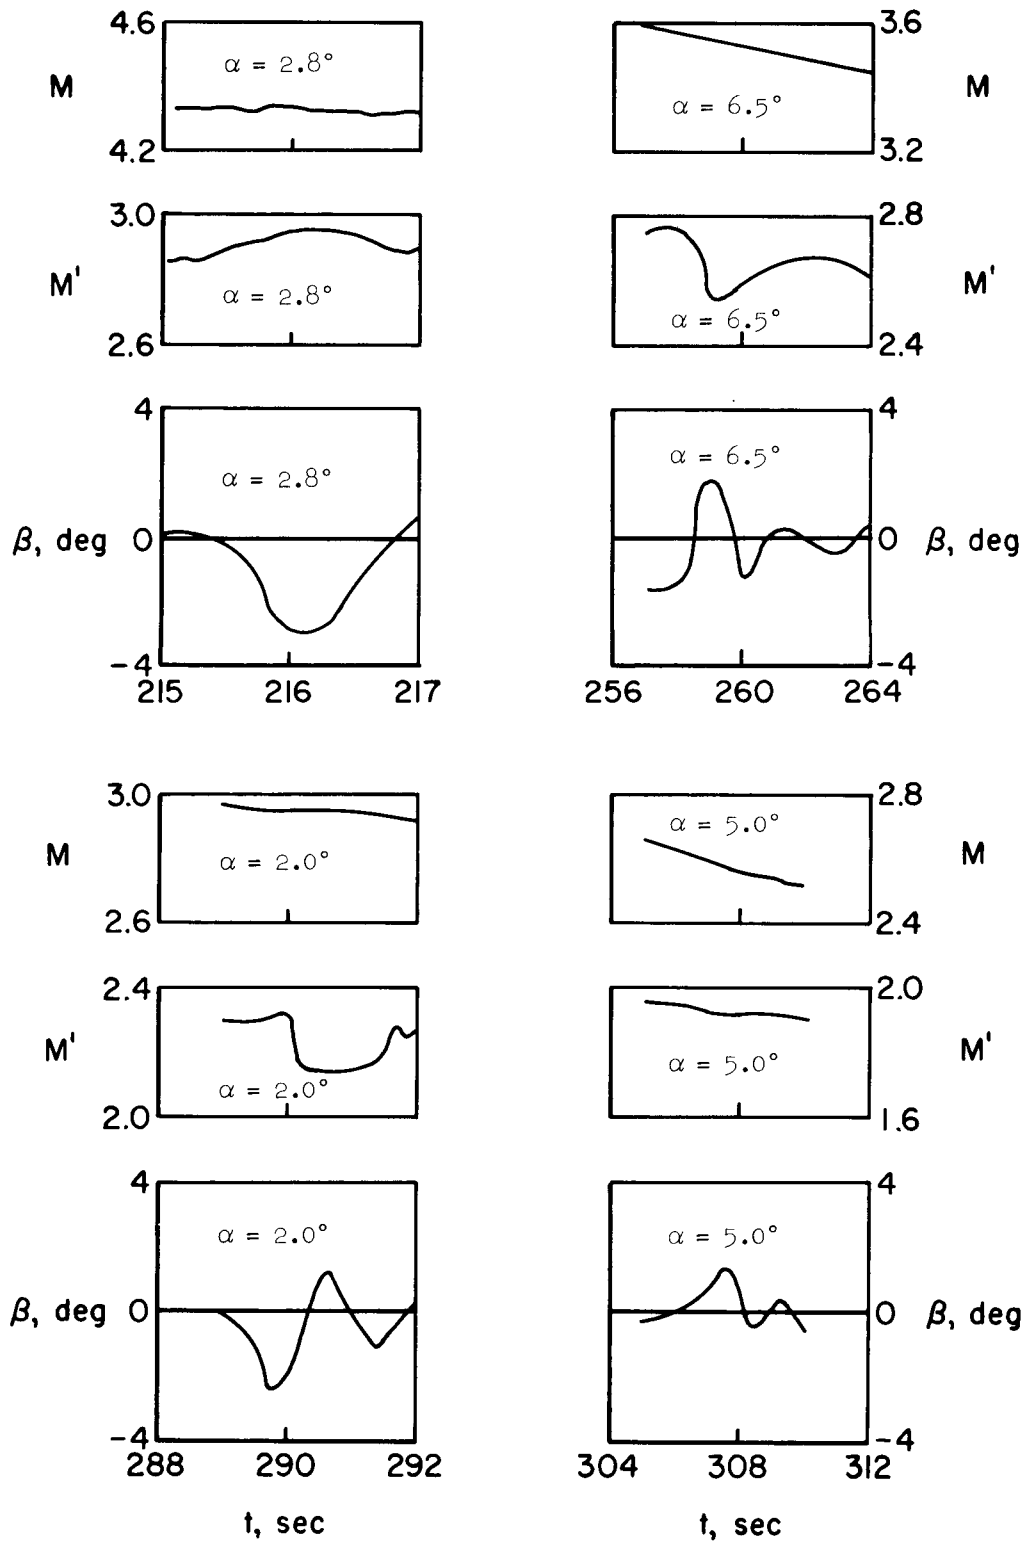 4.6
M
α = 2.8°
4.2
3.6
M
α = 6.5°
3.2
3.0
M'
α = 2.8°
2.6
2.8
M'
α = 6.5°
2.4
4
α = 2.8°
β, deg
0
-4
215
216
217
4
α = 6.5°
0
β, deg
-4
256
260
264
3.0
M
α = 2.0°
2.6
2.8
α = 5.0°
M
2.4
2.4
M'
α = 2.0°
2.0
2.0
M'
α = 5.0°
1.6
4
α = 2.0°
β, deg
0
-4
288
290
292
t, sec
4
α = 5.0°
0
β, deg
-4
304
308
312
t, sec